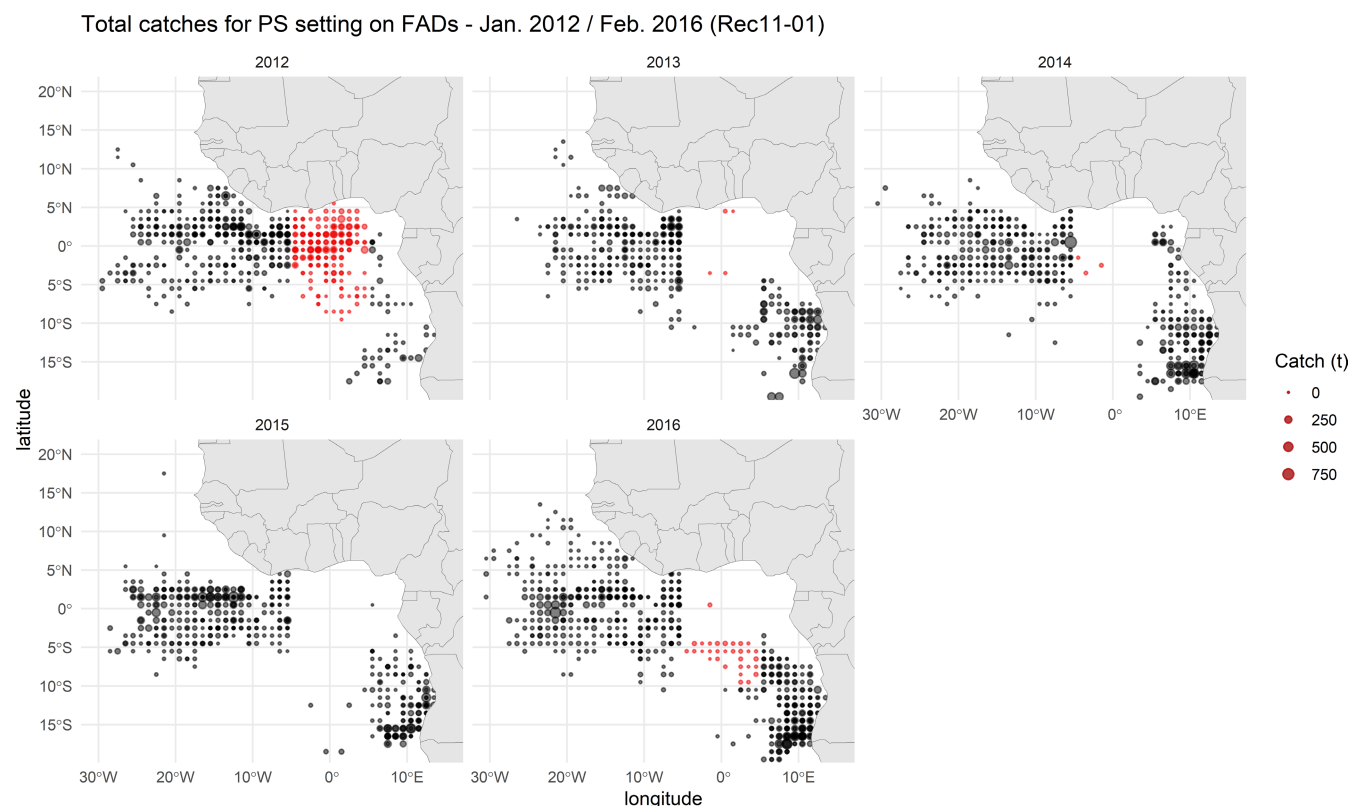 Total catches for PS setting on FADs - Jan. 2012 / Feb. 2016 (Rec11-01)
2012
2013
2014
20°N
15°N
10°N
5°N
0°
5°S
10°S
15°S
30°W
20°W
10°W
0°
10°E
latitude
2015
2016
20°N
15°N
10°N
5°N
0°
5°S
10°S
15°S
30°W
20°W
10°W
0°
10°E
30°W
20°W
10°W
0°
10°E
longitude
Catch (t)
0
250
500
750